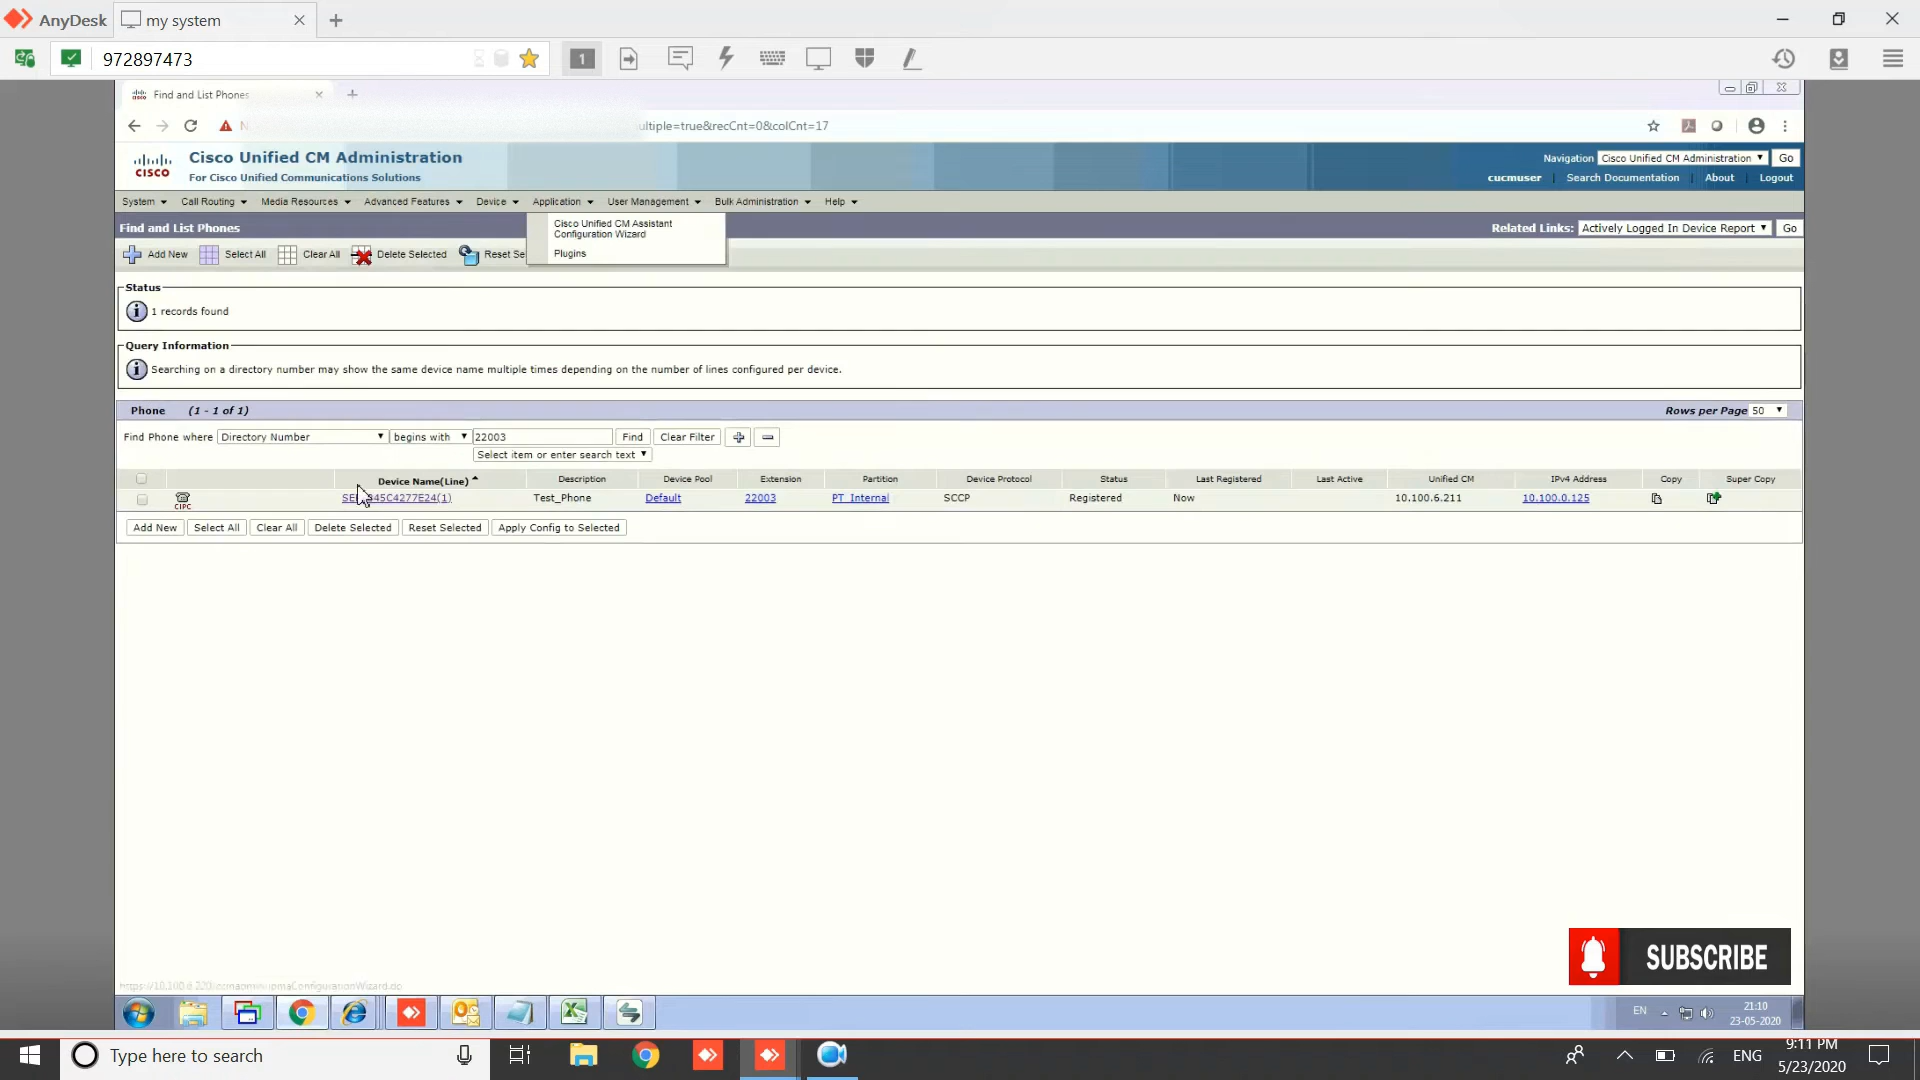 AnyDesk
my system
972897473
1
Find and List Phones
ultiple=true&recCnt=0&colCnt=17
CISCO
Cisco Unified CM Administration
For Cisco Unified Communications Solutions
Navigation Cisco Unified CM Administration Go
cucmuser Search Documentation About Logout
System Call Routing Media Resources Advanced Features Device Application User Management Bulk Administration Help
Find and List Phones
Related Links: Actively Logged In Device Report Go
Cisco Unified CM Assistant
Configuration Wizard
Plugins
Add New Select All Clear All Delete Selected Reset Se
Status
1 records found
Query Information
Searching on a directory number may show the same device name multiple times depending on the number of lines configured per device.
Phone (1 - 1 of 1)
Rows per Page 50
Find Phone where Directory Number begins with 22003 Find Clear Filter
Select item or enter search text
Device Name(Line) Description Device Pool Extension Partition Device Protocol Status Last Registered Last Active Unified CM IPv4 Address Copy Super Copy
CIPC
Test_Phone Default 22003 PT_Internal SCCP Registered Now 10.100.6.211 10.100.0.125
Add New Select All Clear All Delete Selected Reset Selected Apply Config to Selected
SUBSCRIBE
EN
21:10
23-05-2020
Type here to search
ENG
9:11 PM
5/23/2020